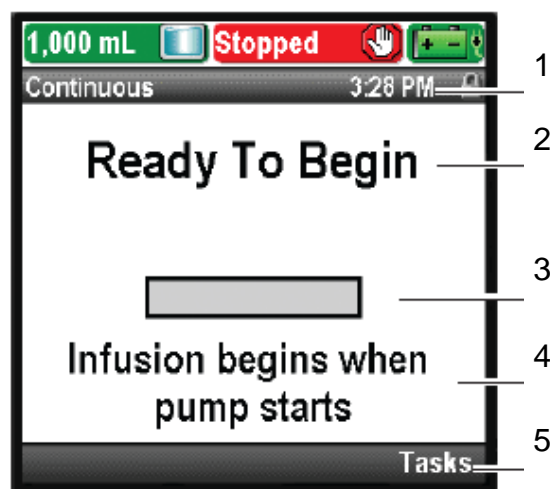 1,000 mL Stopped
Continuous 3:28 PM 1
Ready To Begin 2
3
Infusion begins when 4
pump starts
Tasks 5